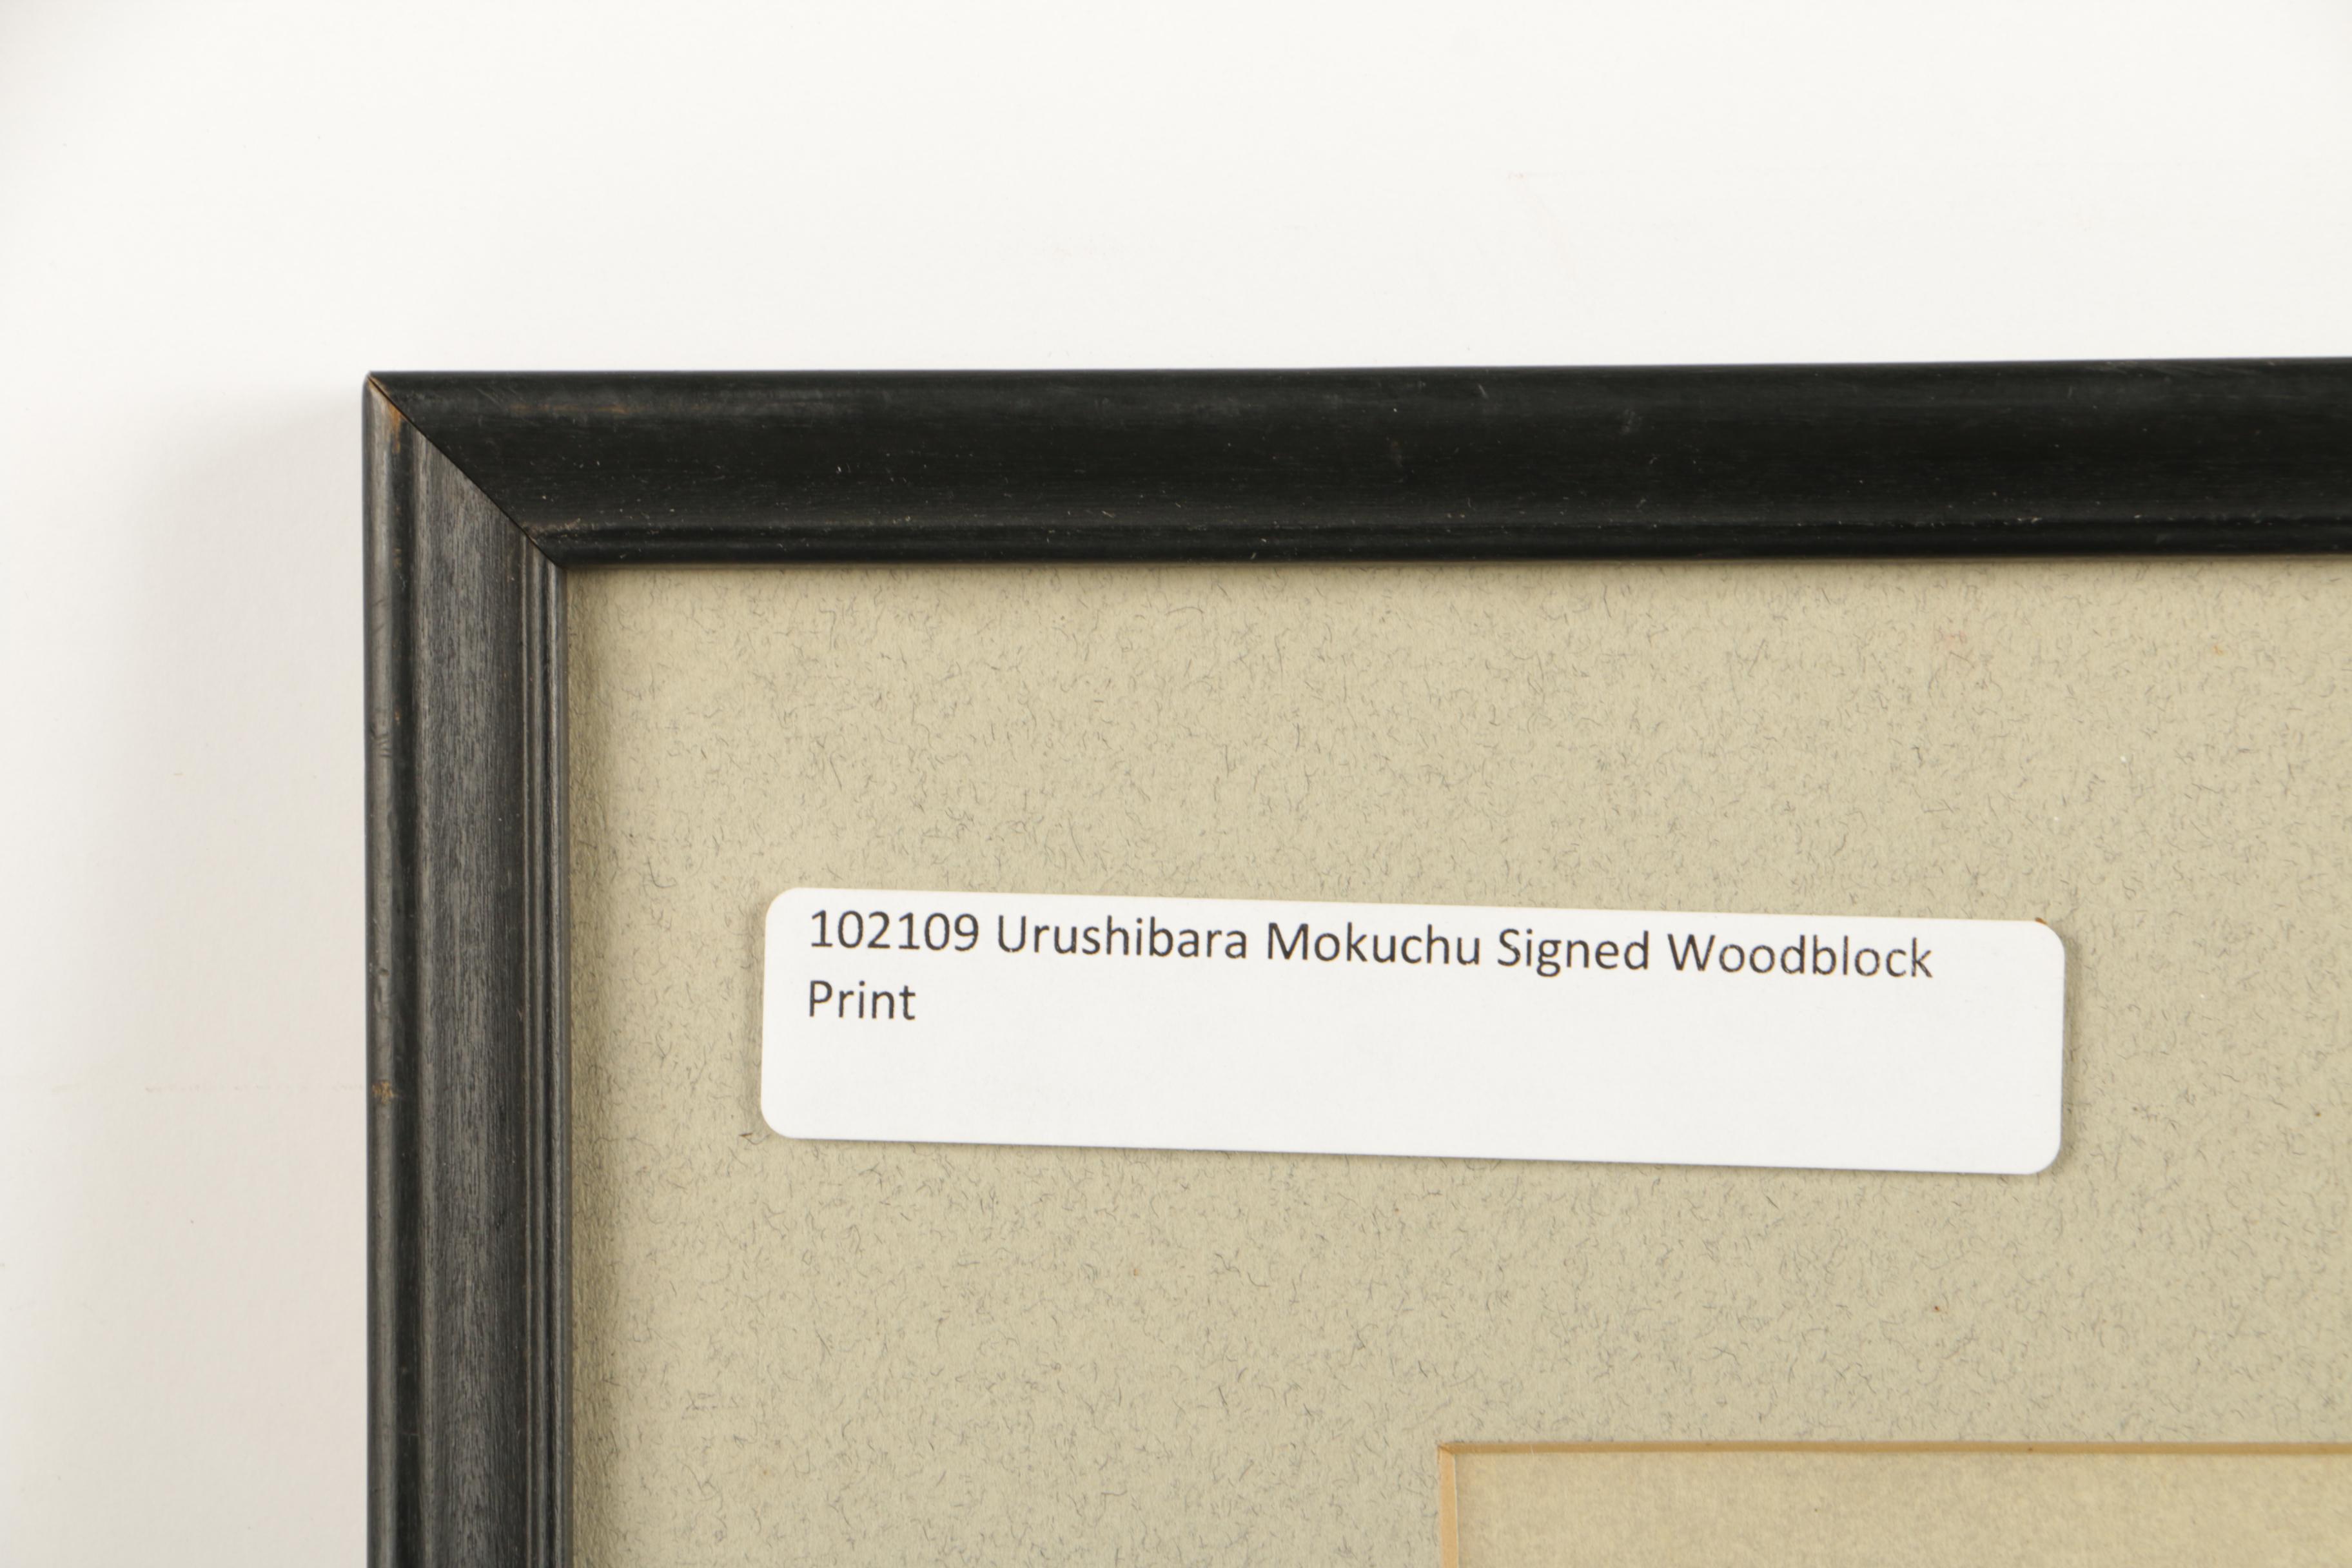 102109 Urushibara Mokuchu Signed Woodblock
Print